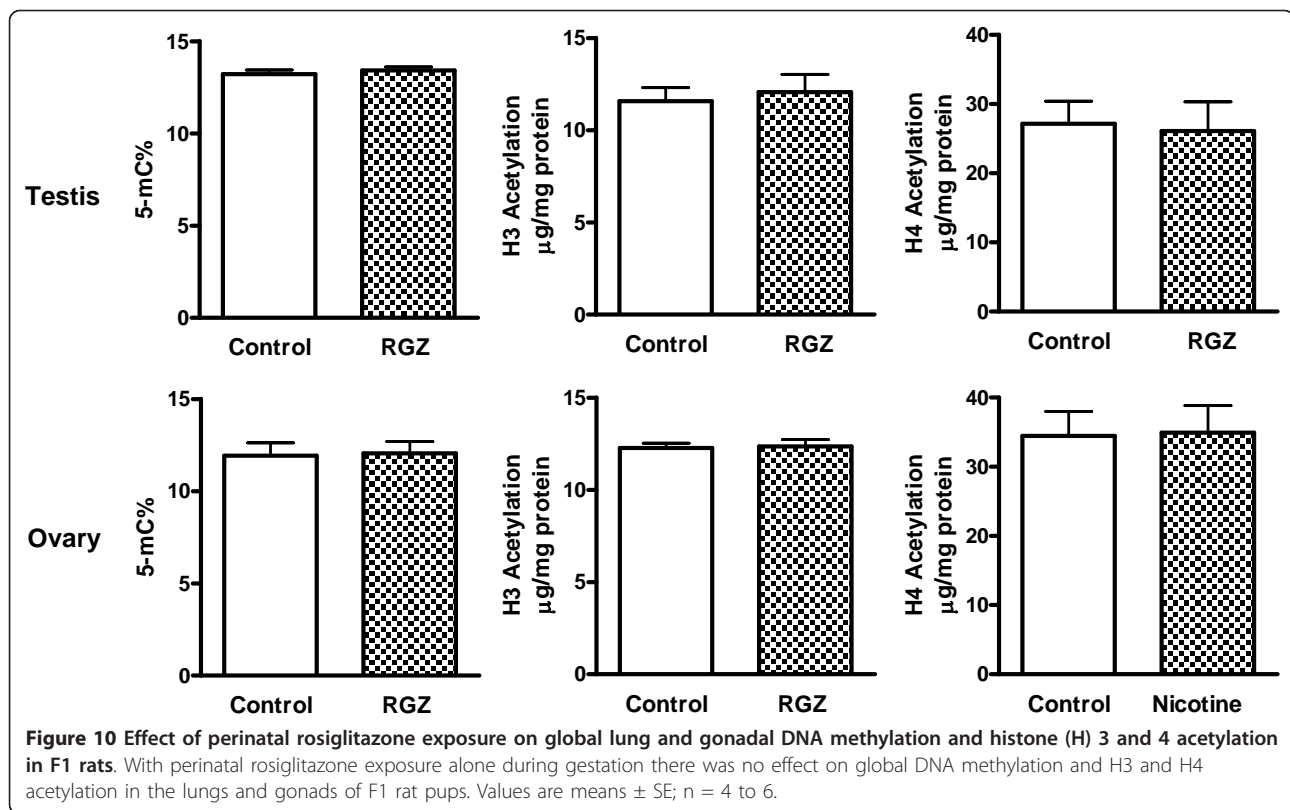 Testis
5-mC%
15
10
5
0
Control RGZ
H3 Acetylation
μg/mg protein
15
10
5
0
Control RGZ
H4 Acetylation
μg/mg protein
40
30
20
10
0
Control RGZ
Ovary
5-mC%
15
10
5
0
Control RGZ
H3 Acetylation
μg/mg protein
15
10
5
0
Control RGZ
H4 Acetylation
μg/mg protein
40
30
20
10
0
Control Nicotine
Figure 10 Effect of perinatal rosiglitazone exposure on global lung and gonadal DNA methylation and histone (H) 3 and 4 acetylation
in F1 rats. With perinatal rosiglitazone exposure alone during gestation there was no effect on global DNA methylation and H3 and H4
acetylation in the lungs and gonads of F1 rat pups. Values are means ± SE; n = 4 to 6.